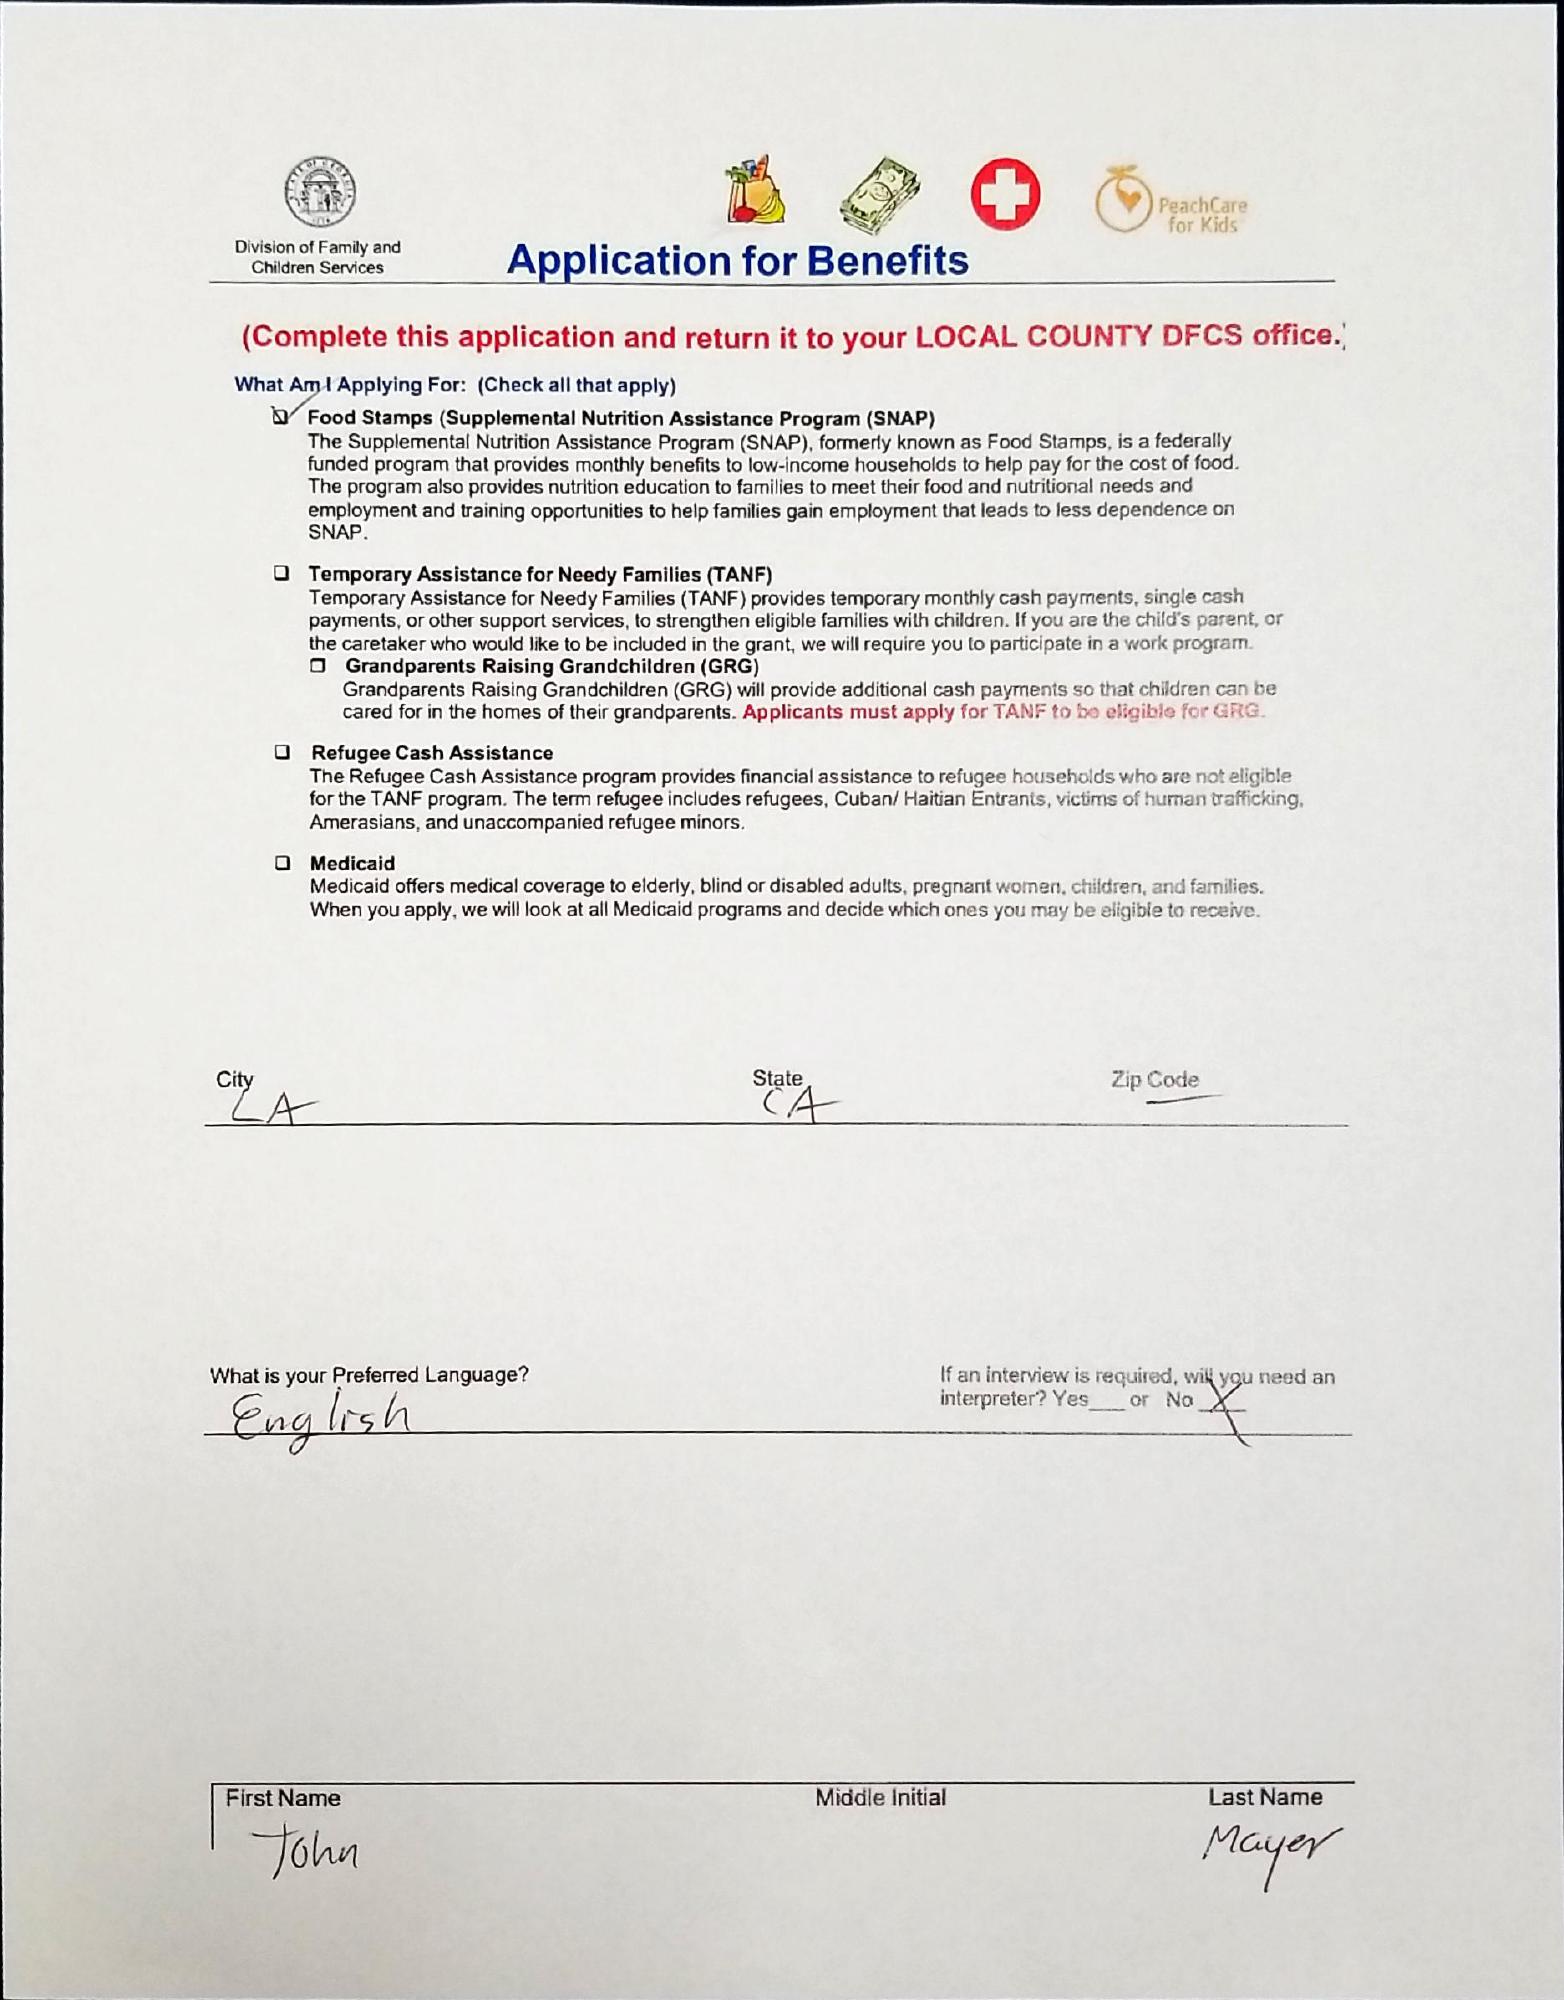 STATE OF GEORGIA
PeachCare
for Kids
Division of Family and
Children Services
Application for Benefits
(Complete this application and return it to your LOCAL COUNTY DFCS office.)
What Am I Applying For: (Check all that apply)
Food Stamps (Supplemental Nutrition Assistance Program (SNAP)
The Supplemental Nutrition Assistance Program (SNAP), formerly known as Food Stamps, is a federally
funded program that provides monthly benefits to low-income households to help pay for the cost of food.
The program also provides nutrition education to families to meet their food and nutritional needs and
employment and training opportunities to help families gain employment that leads to less dependence on
SNAP.
Temporary Assistance for Needy Families (TANF)
Temporary Assistance for Needy Families (TANF) provides temporary monthly cash payments, single cash
payments, or other support services, to strengthen eligible families with children. If you are the child's parent, or
the caretaker who would like to be included in the grant, we will require you to participate in a work program.
Grandparents Raising Grandchildren (GRG)
Grandparents Raising Grandchildren (GRG) will provide additional cash payments so that children can be
cared for in the homes of their grandparents. Applicants must apply for TANF to be eligible for GRG.
Refugee Cash Assistance
The Refugee Cash Assistance program provides financial assistance to refugee households who are not eligible
for the TANF program. The term refugee includes refugees, Cuban/ Haitian Entrants, victims of human trafficking,
Amerasians, and unaccompanied refugee minors.
Medicaid
Medicaid offers medical coverage to elderly, blind or disabled adults, pregnant women, children, and families.
When you apply, we will look at all Medicaid programs and decide which ones you may be eligible to receive.
City State Zip Code
LA CA
What is your Preferred Language?
English
If an interview is required, will you need an
interpreter? Yes___ or No X
First Name Middle Initial Last Name
John Mayer